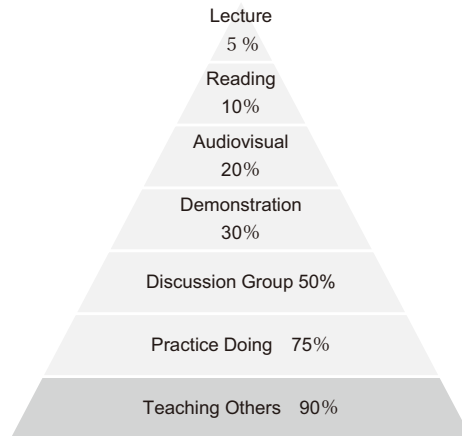 Lecture
5 %
Reading
10%
Audiovisual
20%
Demonstration
30%
Discussion Group 50%
Practice Doing 75%
Teaching Others 90%